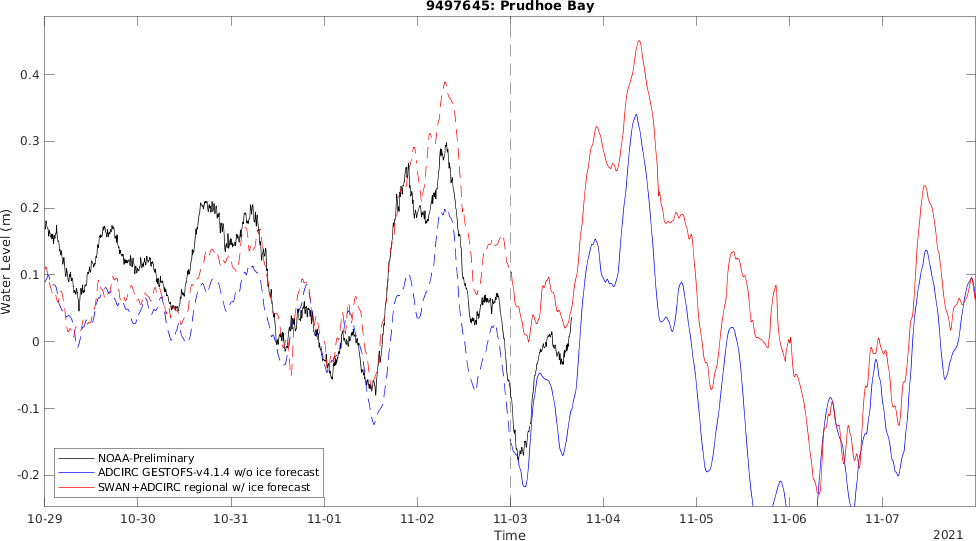 9497645: Prudhoe Bay
Water Level (m)
0.4
0.3
0.2
0.1
0
-0.1
-0.2
NOAA-Preliminary
ADCIRC GESTOFS-v4.1.4 w/o ice forecast
SWAN+ADCIRC regional w/ ice forecast
10-29 10-30 10-31 11-01 11-02 11-03 11-04 11-05 11-06 11-07
Time
2021